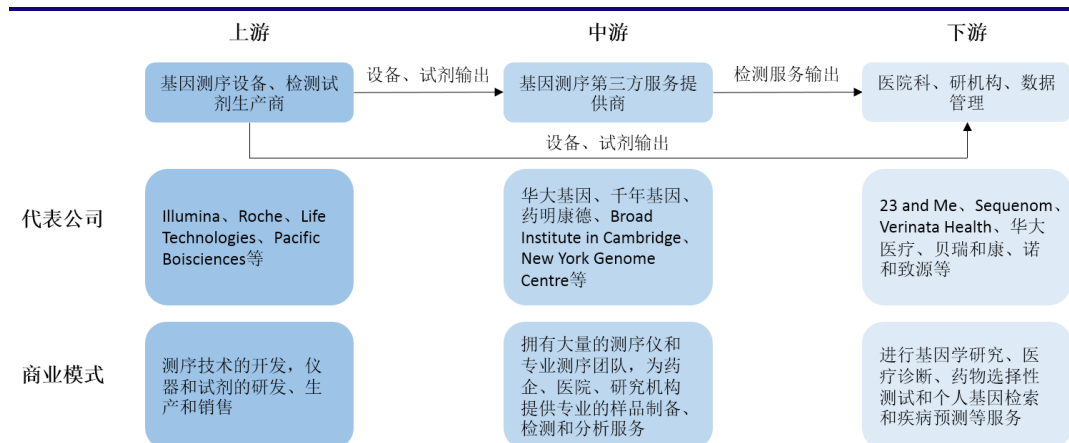 上游
中游
下游
基因测序设备、检测试
剂生产商
设备、试剂输出
基因测序第三方服务提
供商
检测服务输出
医院科、研机构、数据
管理
设备、试剂输出
代表公司
Illumina、Roche、Life
Technologies、Pacific
Boisciences等
华大基因、千年基因、
药明康德、Broad
Institute in Cambridge、
New York Genome
Centre等
23 and Me、Sequenom、
Verinata Health、华大
医疗、贝瑞和康、诺
和致源等
商业模式
测序技术的开发，仪
器和试剂的研发、生
产和销售
拥有大量的测序仪和
专业测序团队，为药
企、医院、研究机构
提供专业的样品制备、
检测和分析服务
进行基因学研究、医
疗诊断、药物选择性
测试和个人基因检索
和疾病预测等服务